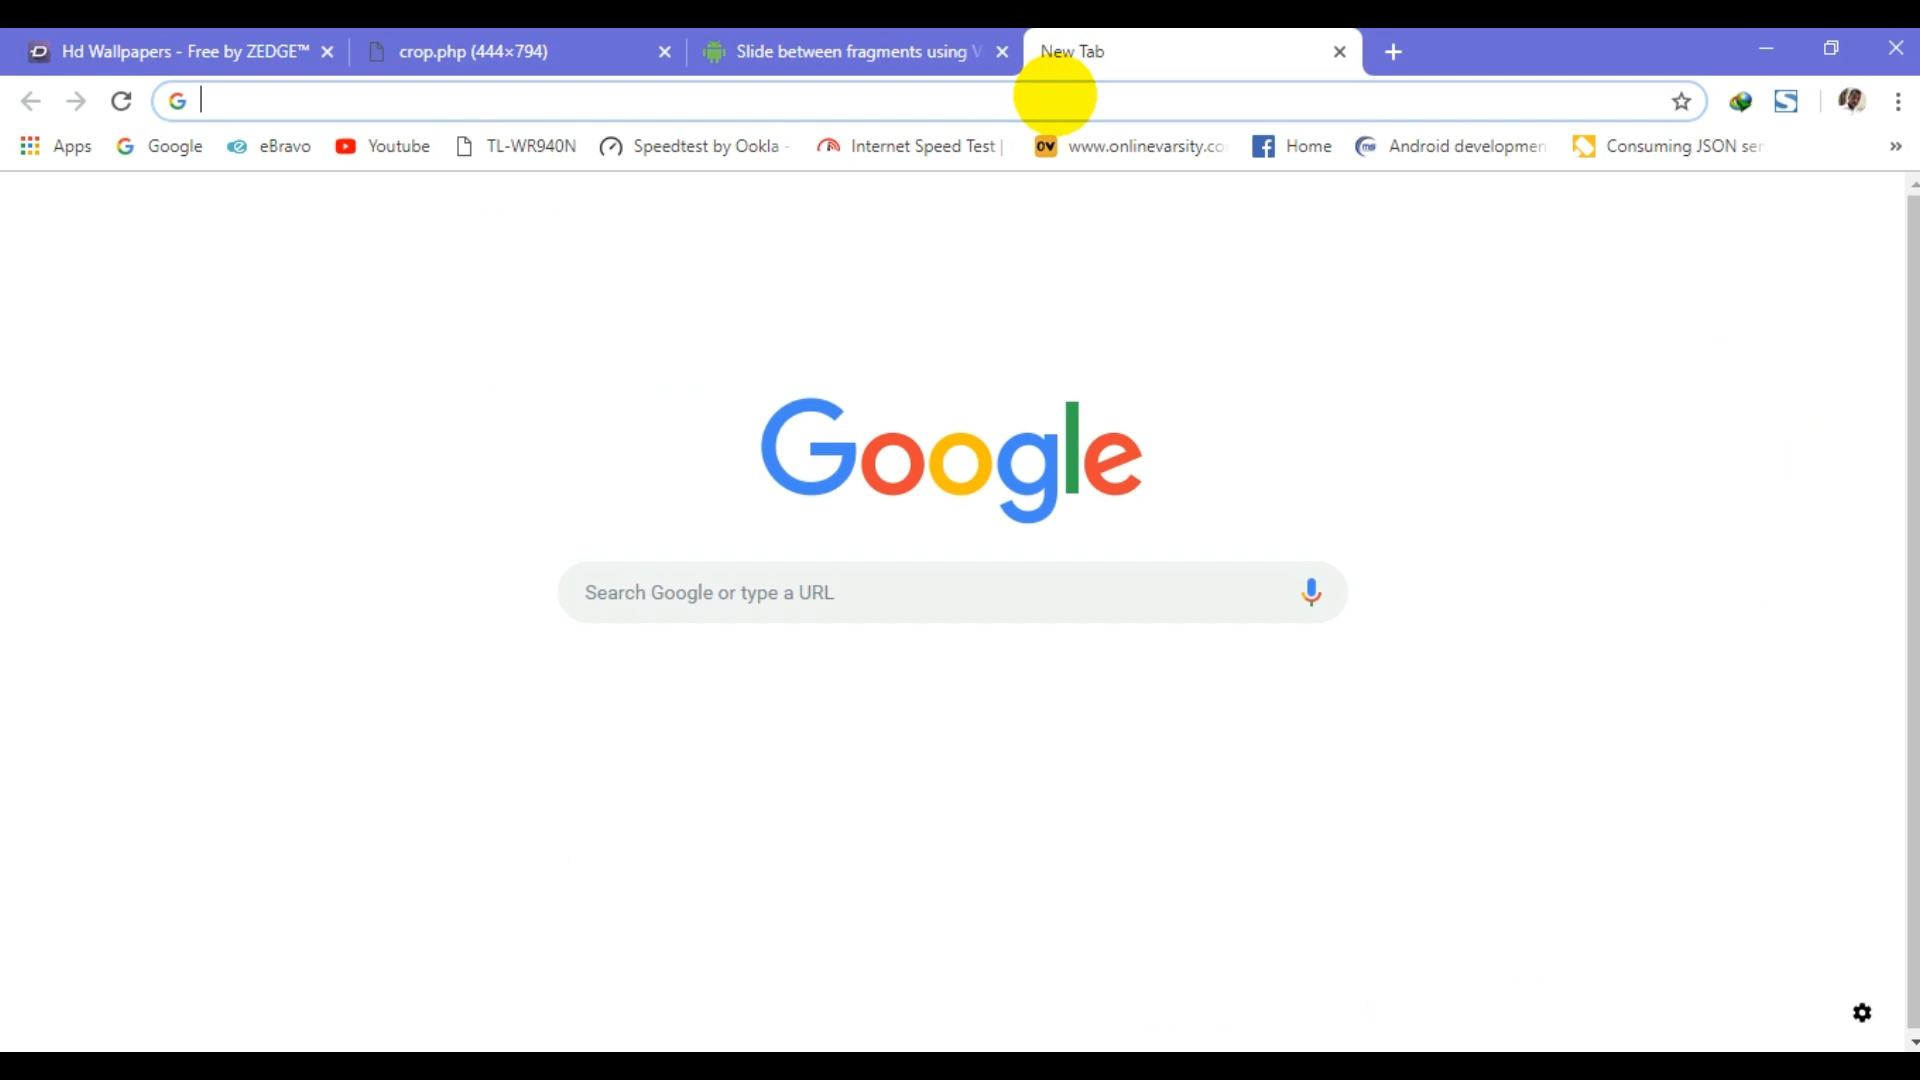 Hd Wallpapers - Free by ZEDGE™
crop.php (444×794)
Slide between fragments using V
New Tab
Apps
Google
eBravo
Youtube
TL-WR940N
Speedtest by Ookla -
Internet Speed Test |
OV www.onlinevarsity.co
Home
Android developmen
Consuming JSON ser
Google
Search Google or type a URL